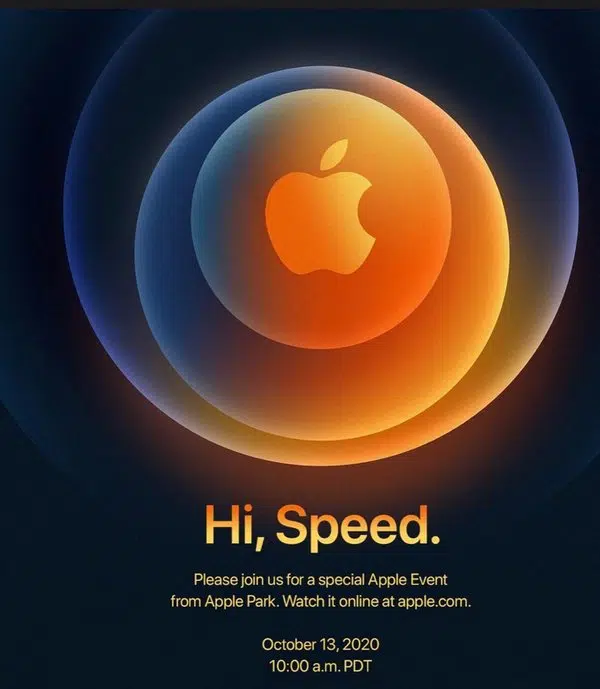 Hi, Speed.
Please join us for a special Apple Event
from Apple Park. Watch it online at apple.com.
October 13, 2020
10:00 a.m. PDT